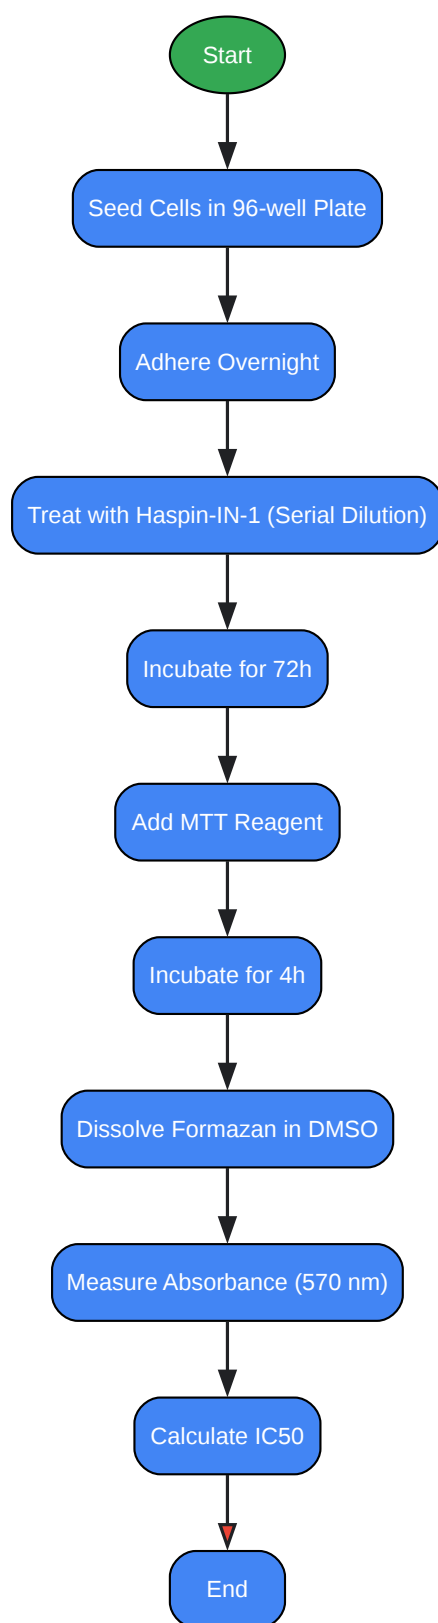 Start
Seed Cells in 96-well Plate
Adhere Overnight
Treat with Haspin-IN-1 (Serial Dilution)
Incubate for 72h
Add MTT Reagent
Incubate for 4h
Dissolve Formazan in DMSO
Measure Absorbance (570 nm)
Calculate IC50
End